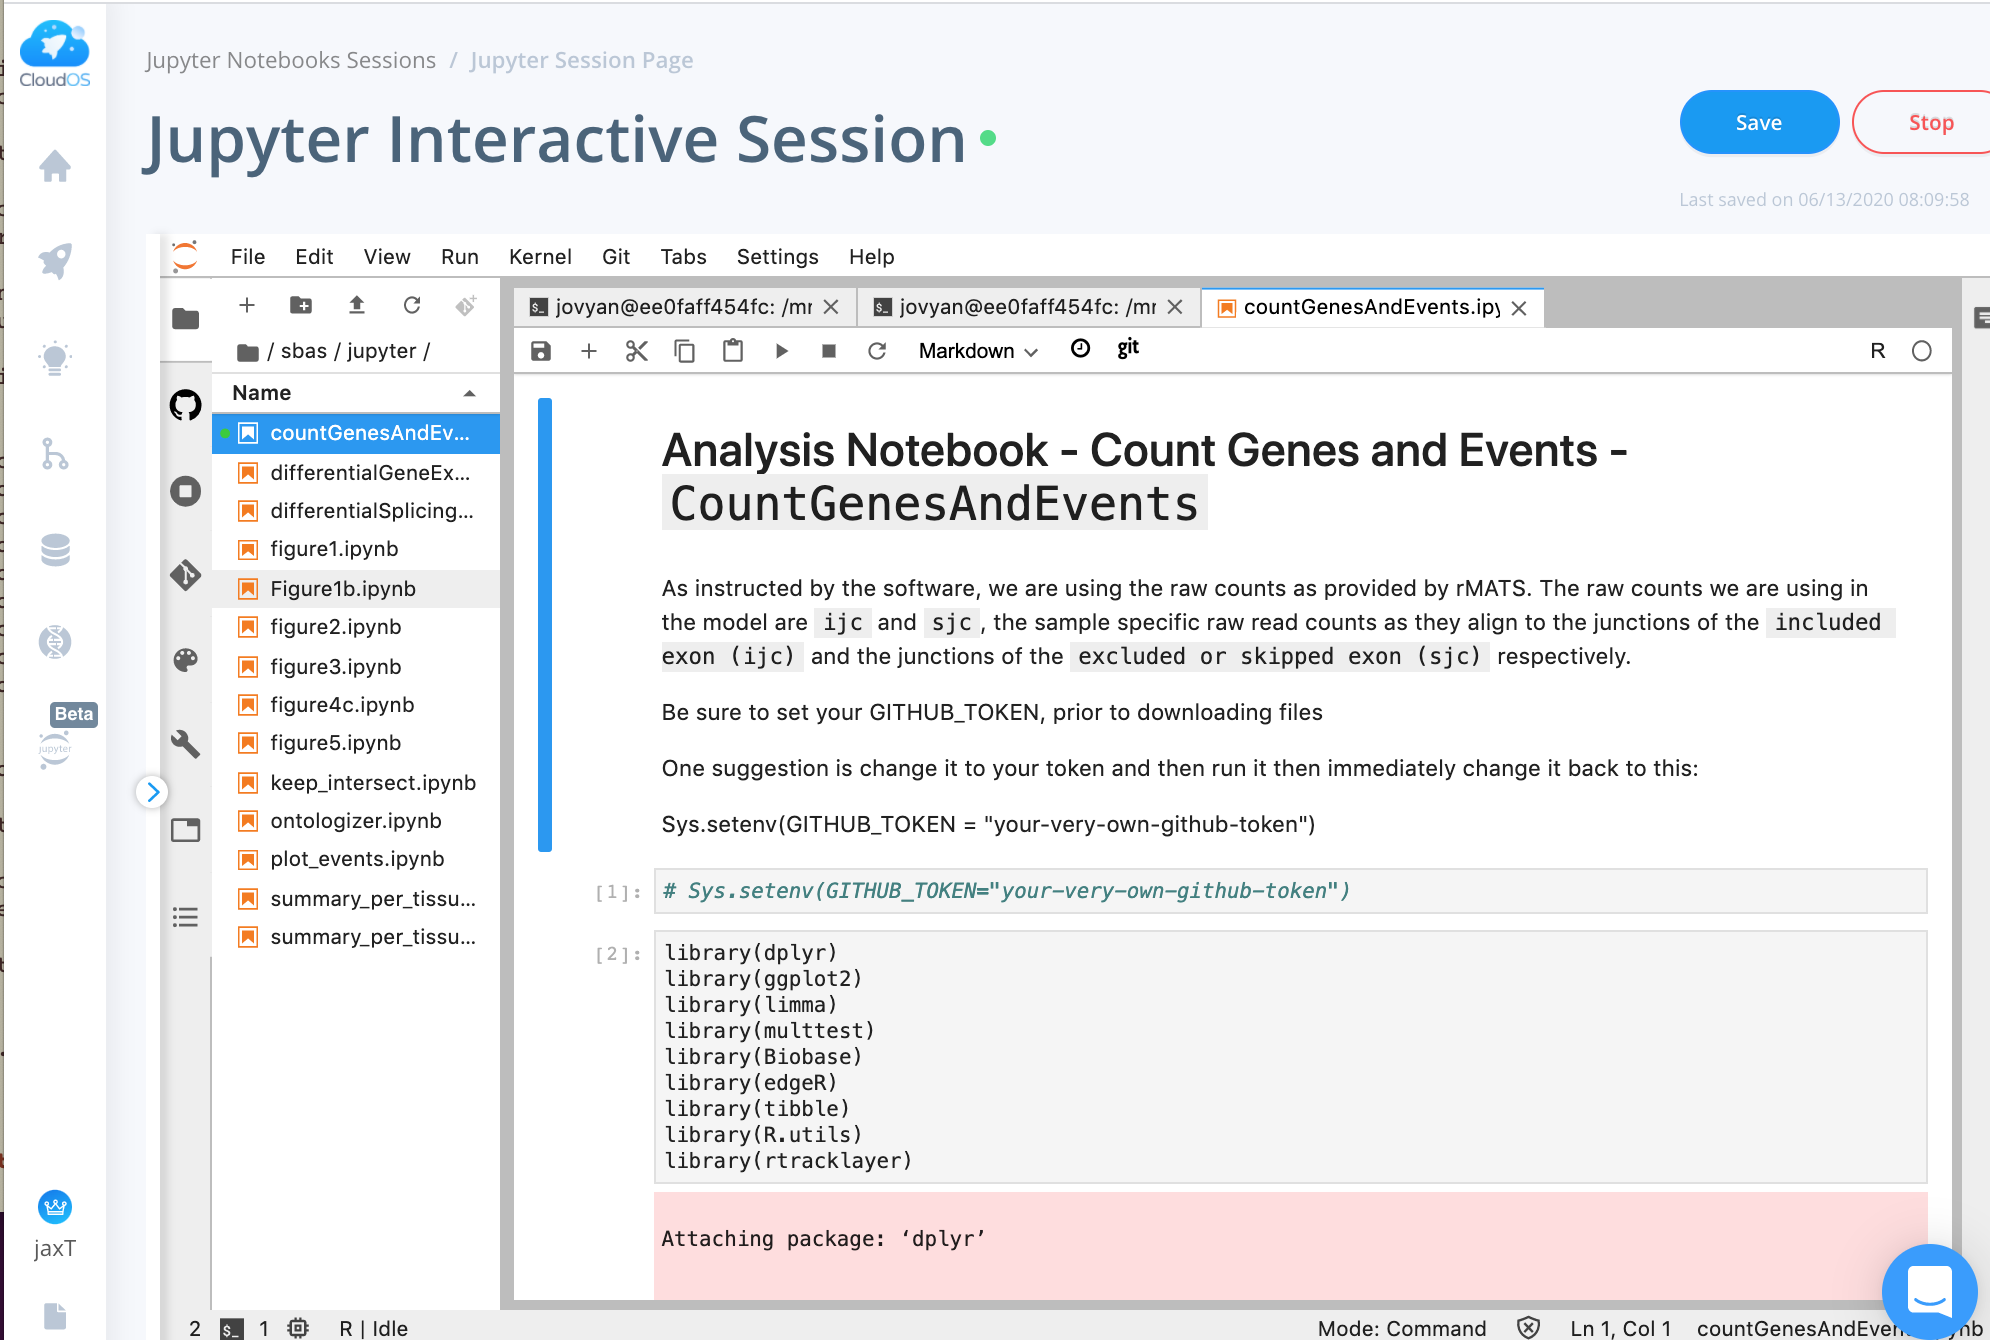 CloudOS
Jupyter Notebooks Sessions / Jupyter Session Page
Jupyter Interactive Session
Save
Stop
Last saved on 06/13/2020 08:09:58
File Edit View Run Kernel Git Tabs Settings Help
jovyan@ee0faff454fc: /mr
jovyan@ee0faff454fc: /mr
countGenesAndEvents.ipy
/ sbas / jupyter /
Markdown
git
R
Name
countGenesAndEv...
differentialGeneEx...
differentialSplicing...
figure1.ipynb
Figure1b.ipynb
figure2.ipynb
figure3.ipynb
figure4c.ipynb
figure5.ipynb
keep_intersect.ipynb
ontologizer.ipynb
plot_events.ipynb
summary_per_tissu...
summary_per_tissu...
Beta
jupyter
jaxT
Analysis Notebook - Count Genes and Events -
CountGenesAndEvents
As instructed by the software, we are using the raw counts as provided by rMATS. The raw counts we are using in
the model are ijc and sjc , the sample specific raw read counts as they align to the junctions of the included
exon (ijc) and the junctions of the excluded or skipped exon (sjc) respectively.
Be sure to set your GITHUB_TOKEN, prior to downloading files
One suggestion is change it to your token and then run it then immediately change it back to this:
Sys.setenv(GITHUB_TOKEN = "your-very-own-github-token")
[1]: # Sys.setenv(GITHUB_TOKEN="your-very-own-github-token")
[2]: library(dplyr)
library(ggplot2)
library(limma)
library(multtest)
library(Biobase)
library(edgeR)
library(tibble)
library(R.utils)
library(rtracklayer)
Attaching package: ‘dplyr’
2 $_ 1 R | Idle
Mode: Command Ln 1, Col 1